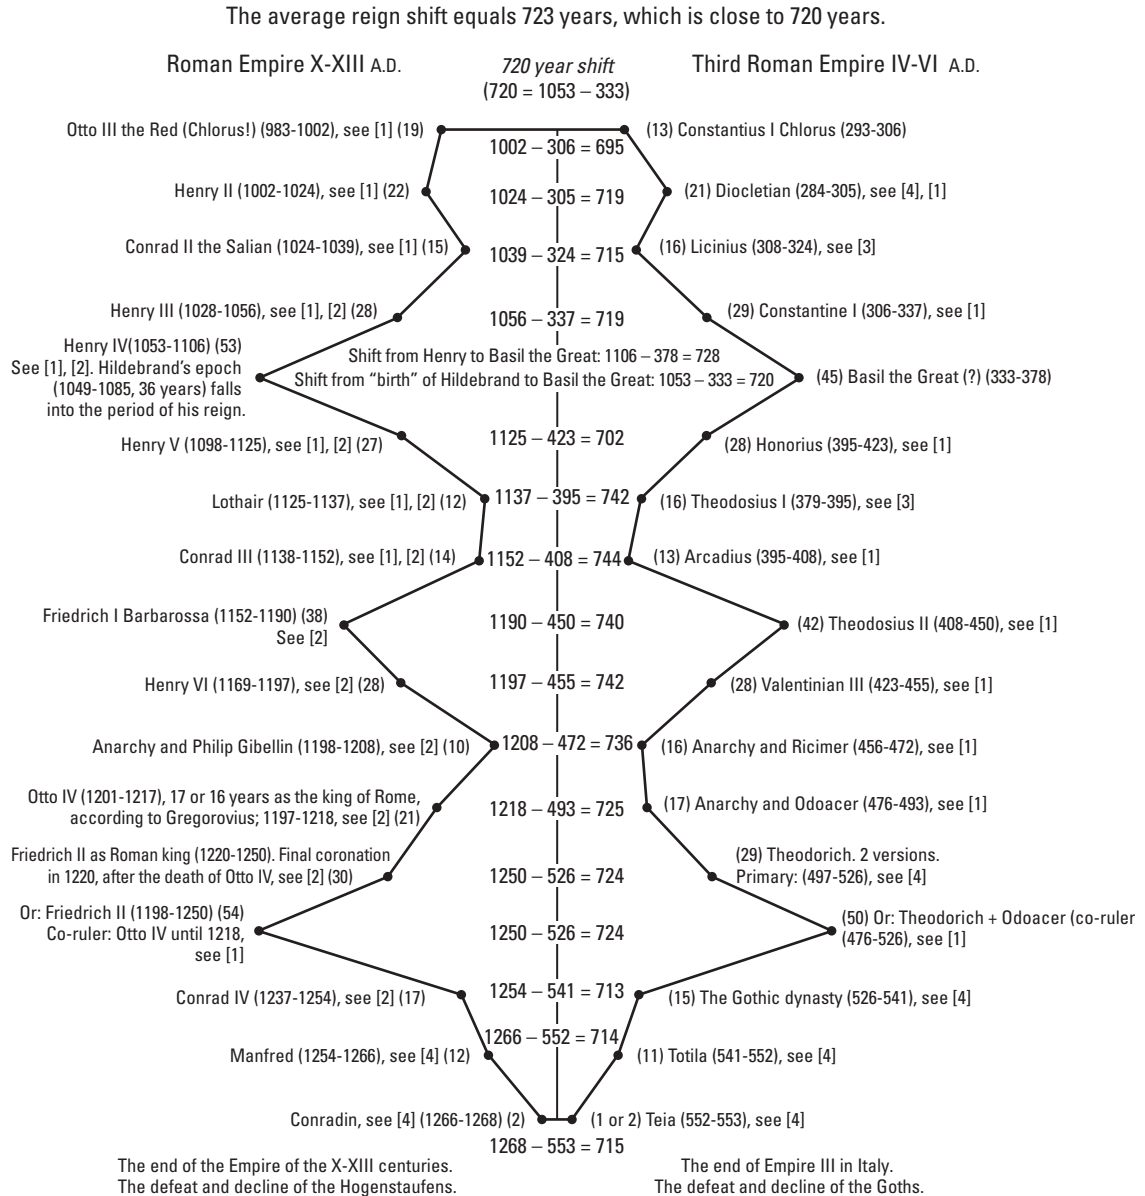 The average reign shift equals 723 years, which is close to 720 years.
Roman Empire X-XIII A.D.
720 year shift
(720 = 1053 – 333)
Third Roman Empire IV-VI A.D.
Otto III the Red (Chlorus!) (983-1002), see [1] (19)
1002 – 306 = 695
(13) Constantius I Chlorus (293-306)
Henry II (1002-1024), see [1] (22)
1024 – 305 = 719
(21) Diocletian (284-305), see [4], [1]
Conrad II the Salian (1024-1039), see [1] (15)
1039 – 324 = 715
(16) Licinius (308-324), see [3]
Henry III (1028-1056), see [1], [2] (28)
1056 – 337 = 719
(29) Constantine I (306-337), see [1]
Henry IV(1053-1106) (53)
See [1], [2]. Hildebrand’s epoch
(1049-1085, 36 years) falls
into the period of his reign.
Shift from Henry to Basil the Great: 1106 – 378 = 728
Shift from “birth” of Hildebrand to Basil the Great: 1053 – 333 = 720
(45) Basil the Great (?) (333-378)
Henry V (1098-1125), see [1], [2] (27)
1125 – 423 = 702
(28) Honorius (395-423), see [1]
Lothair (1125-1137), see [1], [2] (12)
1137 – 395 = 742
(16) Theodosius I (379-395), see [3]
Conrad III (1138-1152), see [1], [2] (14)
1152 – 408 = 744
(13) Arcadius (395-408), see [1]
Friedrich I Barbarossa (1152-1190) (38)
See [2]
1190 – 450 = 740
(42) Theodosius II (408-450), see [1]
Henry VI (1169-1197), see [2] (28)
1197 – 455 = 742
(28) Valentinian III (423-455), see [1]
Anarchy and Philip Gibellin (1198-1208), see [2] (10)
1208 – 472 = 736
(16) Anarchy and Ricimer (456-472), see [1]
Otto IV (1201-1217), 17 or 16 years as the king of Rome,
according to Gregorovius; 1197-1218, see [2] (21)
1218 – 493 = 725
(17) Anarchy and Odoacer (476-493), see [1]
Friedrich II as Roman king (1220-1250). Final coronation
in 1220, after the death of Otto IV, see [2] (30)
1250 – 526 = 724
(29) Theodorich. 2 versions.
Primary: (497-526), see [4]
Or: Friedrich II (1198-1250) (54)
Co-ruler: Otto IV until 1218,
see [1]
1250 – 526 = 724
(50) Or: Theodorich + Odoacer (co-ruler
(476-526), see [1]
Conrad IV (1237-1254), see [2] (17)
1254 – 541 = 713
(15) The Gothic dynasty (526-541), see [4]
1266 – 552 = 714
Manfred (1254-1266), see [4] (12)
(11) Totila (541-552), see [4]
Conradin, see [4] (1266-1268) (2)
(1 or 2) Teia (552-553), see [4]
1268 – 553 = 715
The end of the Empire of the X-XIII centuries.
The defeat and decline of the Hogenstaufens.
The end of Empire III in Italy.
The defeat and decline of the Goths.